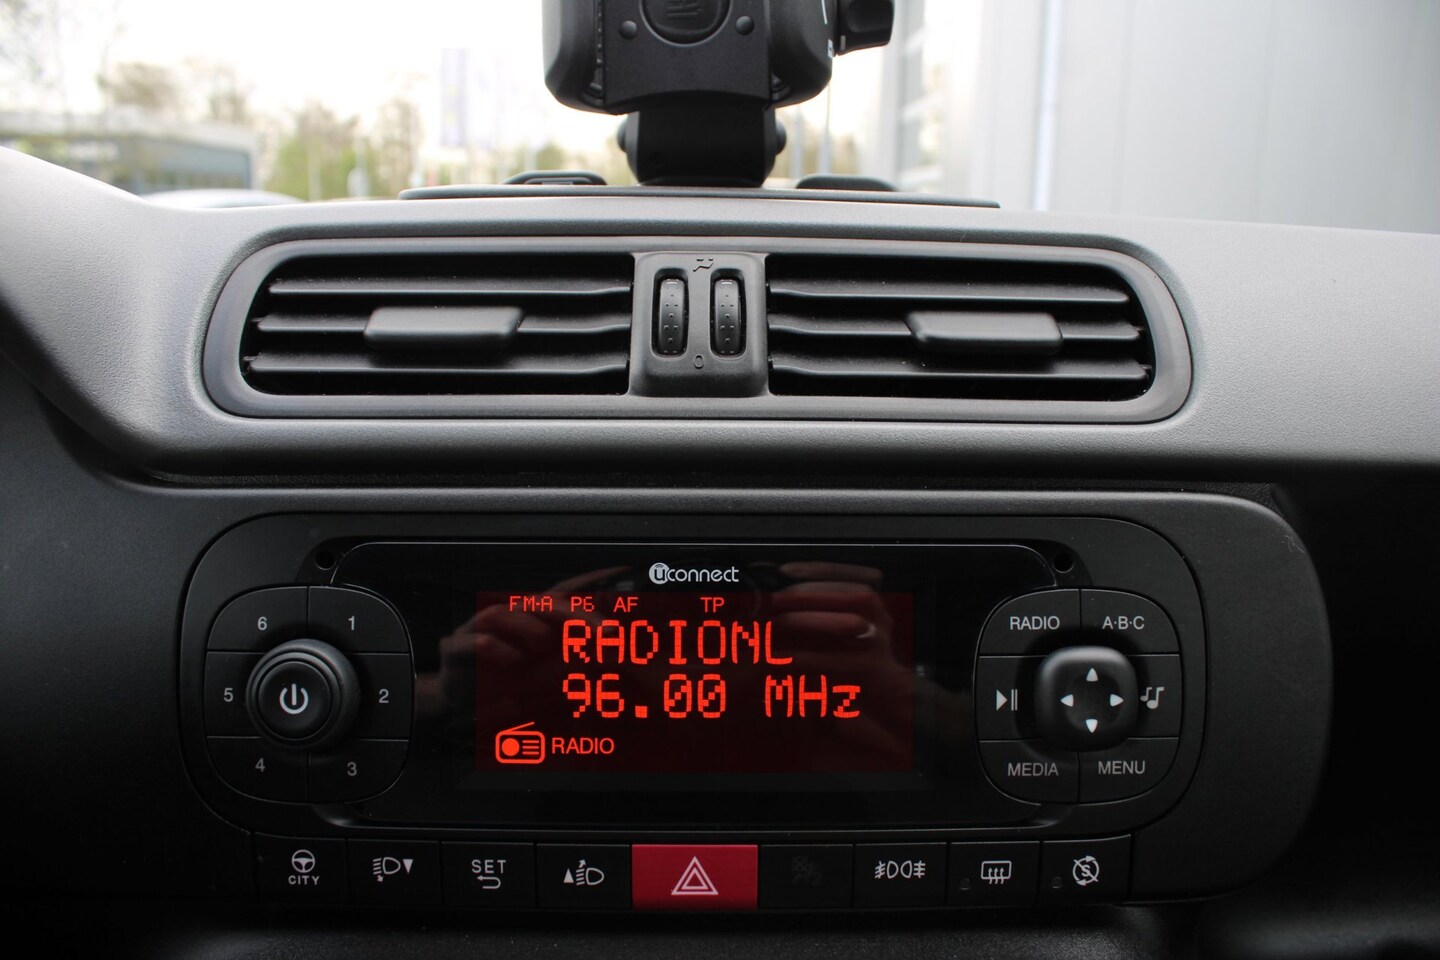 uconnect
FM-A P6 AF TP
RADIONL
96.00 MHz
RADIO
6 1
5 2
4 3
RADIO A·B·C
MEDIA MENU
CITY
SET
0